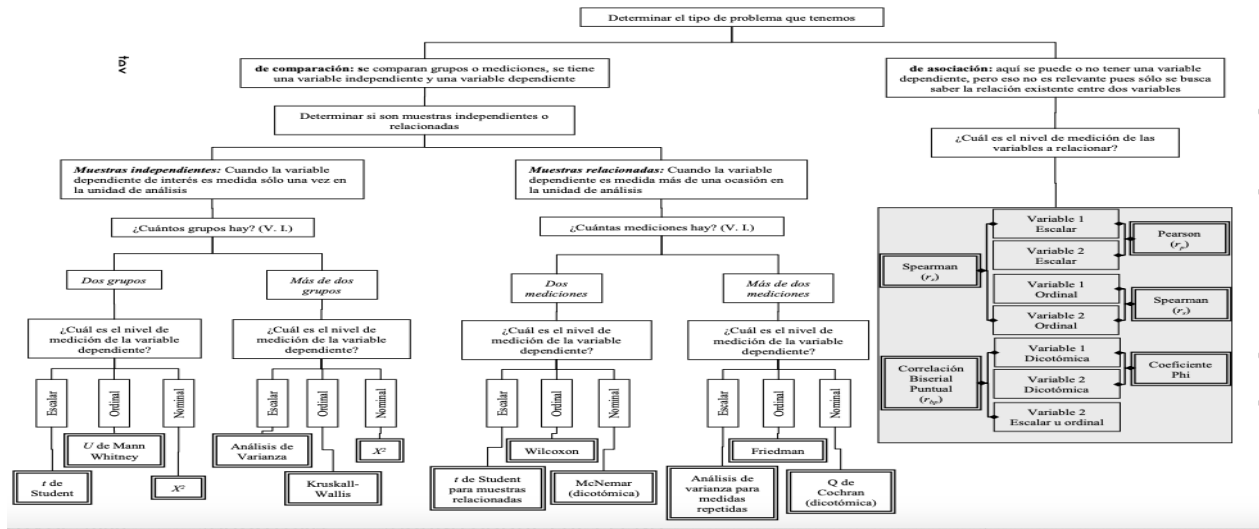 Determinar el tipo de problema que tenemos
de comparación: se comparan grupos o mediciones, se tiene
una variable independiente y una variable dependiente
Determinar si son muestras independientes o
relacionadas
Muestras independientes: Cuando la variable
dependiente de interés es medida sólo una vez en
la unidad de análisis
¿Cuántos grupos hay? (V. I.)
Dos grupos
¿Cuál es el nivel de
medición de la variable
dependiente?
Escalar
Ordinal
Nominal
t de
Student
U de Mann
Whitney
X²
Más de dos
grupos
¿Cuál es el nivel de
medición de la variable
dependiente?
Escalar
Ordinal
Nominal
Análisis de
Varianza
Kruskall-
Wallis
X²
Muestras relacionadas: Cuando la variable
dependiente es medida más de una ocasión en
la unidad de análisis
¿Cuántas mediciones hay? (V. I.)
Dos
mediciones
¿Cuál es el nivel de
medición de la variable
dependiente?
Escalar
Ordinal
Nominal
t de Student
para muestras
relacionadas
Wilcoxon
McNemar
(dicotómica)
Más de dos
mediciones
¿Cuál es el nivel de
medición de la variable
dependiente?
Escalar
Ordinal
Nominal
Análisis de
varianza para
medidas
repetidas
Friedman
Q de
Cochran
(dicotómica)
de asociación: aquí se puede o no tener una variable
dependiente, pero eso no es relevante pues sólo se busca
saber la relación existente entre dos variables
¿Cuál es el nivel de medición de las
variables a relacionar?
Variable 1
Escalar
Variable 2
Escalar
Pearson
(rp)
Spearman
(rs)
Variable 1
Ordinal
Variable 2
Ordinal
Spearman
(rs)
Variable 1
Dicotómica
Variable 2
Dicotómica
Coeficiente
Phi
Correlación
Biserial
Puntual
(rbp)
Variable 2
Escalar u ordinal